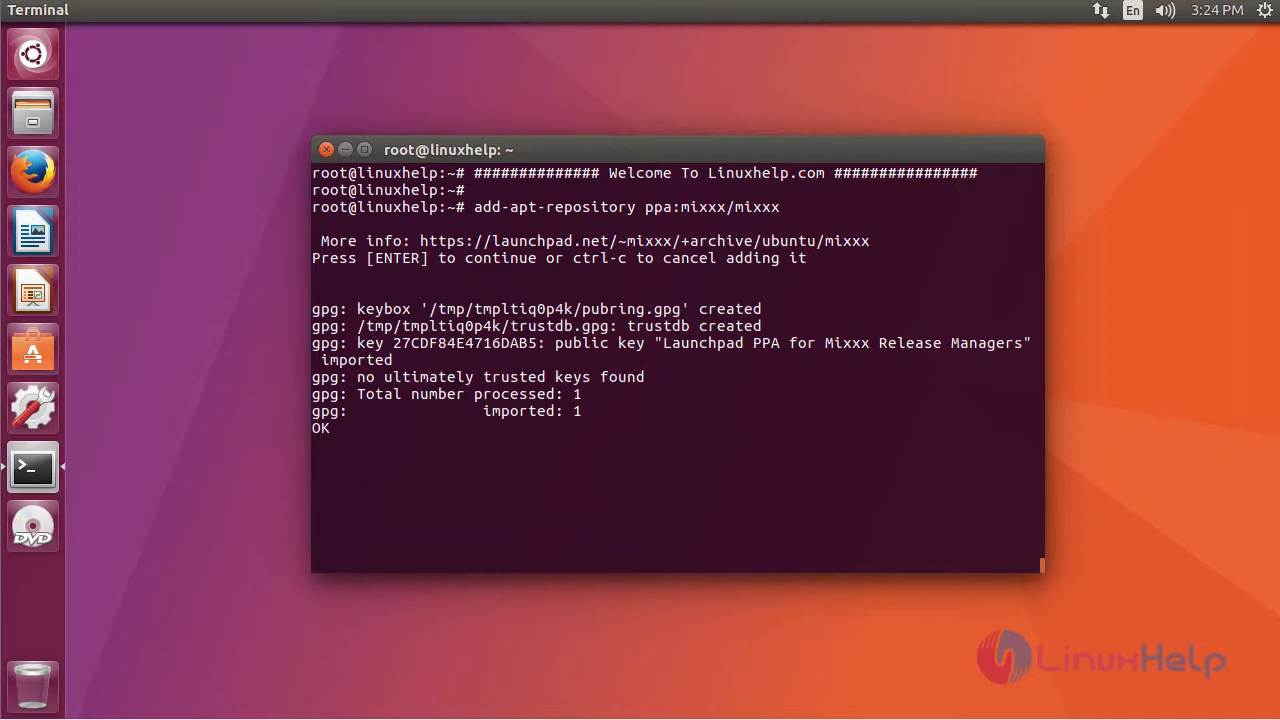 Terminal
En
3:24 PM
root@linuxhelp: ~
root@linuxhelp:~# ############## Welcome To Linuxhelp.com ################
root@linuxhelp:~#
root@linuxhelp:~# add-apt-repository ppa:mixxx/mixxx
More info: https://launchpad.net/~mixxx/+archive/ubuntu/mixxx
Press [ENTER] to continue or ctrl-c to cancel adding it
gpg: keybox '/tmp/tmpltiq0p4k/pubring.gpg' created
gpg: /tmp/tmpltiq0p4k/trustdb.gpg: trustdb created
gpg: key 27CDF84E4716DAB5: public key "Launchpad PPA for Mixxx Release Managers"
imported
gpg: no ultimately trusted keys found
gpg: Total number processed: 1
gpg:               imported: 1
OK
DVD
LinuxHelp